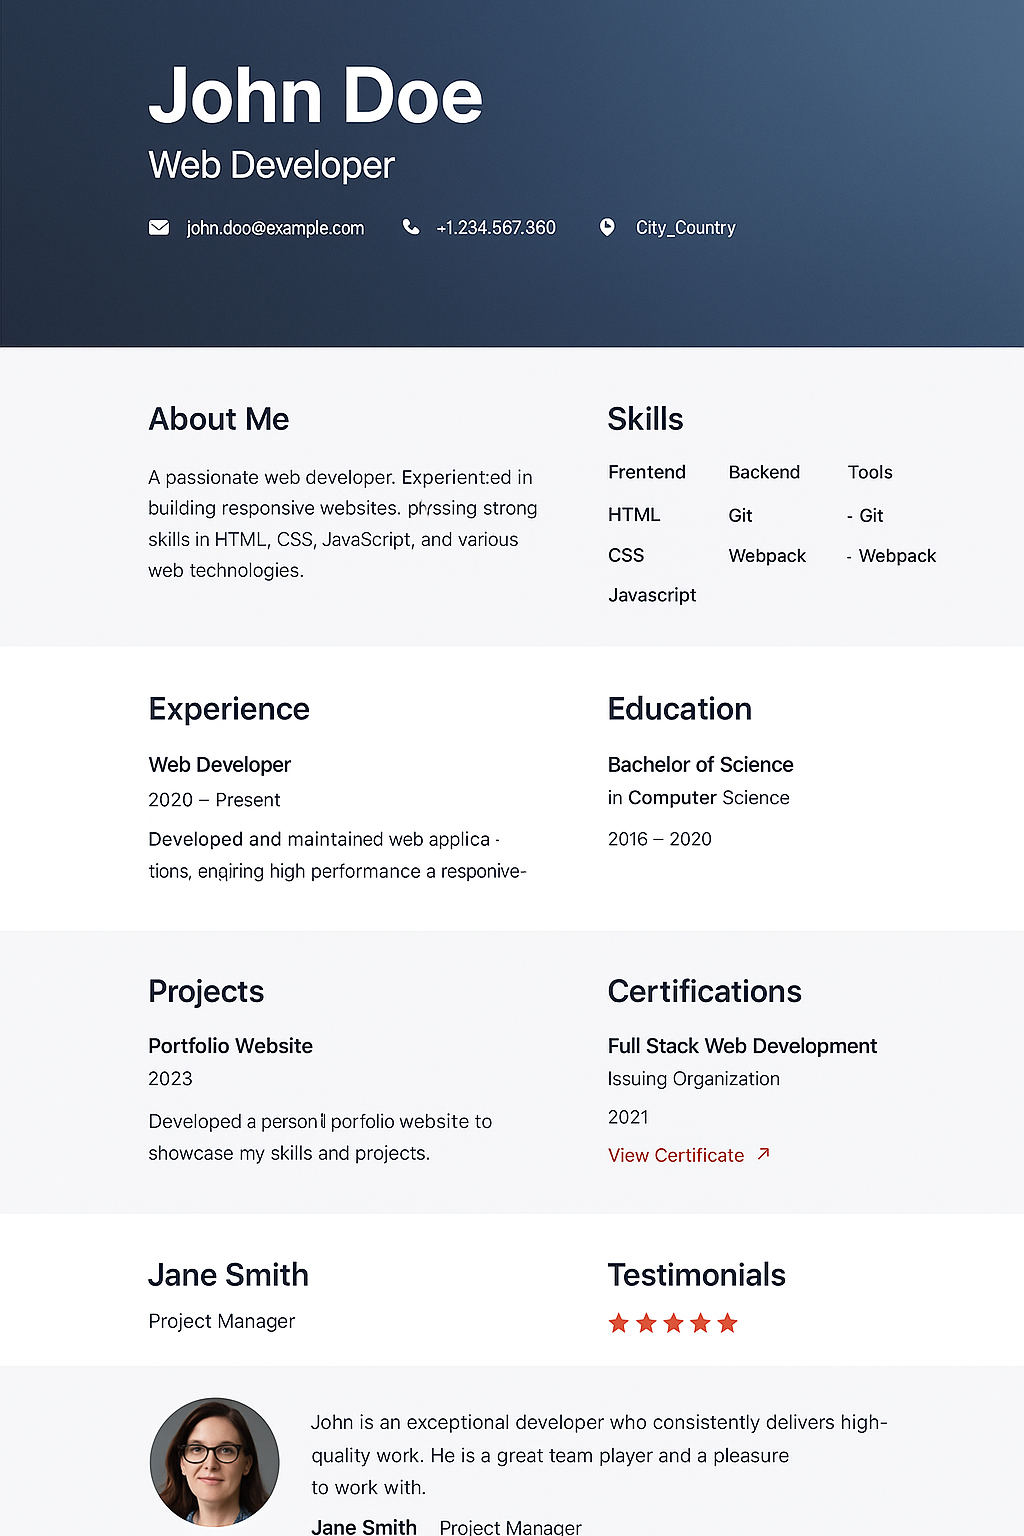 John Doe
Web Developer
john.doo@example.com +1.234.567.360 City_Country
About Me
A passionate web developer. Experient:ed in
building responsive websites. strong
skills in HTML, CSS, JavaScript, and various
web technologies.
Skills
Frentend Backend Tools
HTML Git - Git
CSS Webpack - Webpack
Javascript
Experience
Web Developer
2020 – Present
Developed and maintained web applica -
tions, enqiring high performance a responive-
Education
Bachelor of Science
in Computer Science
2016 – 2020
Projects
Portfolio Website
2023
Developed a porfolio website to
showcase my skills and projects.
Certifications
Full Stack Web Development
Issuing Organization
2021
View Certificate ↗
Jane Smith
Project Manager
Testimonials
★★★★★
John is an exceptional developer who consistently delivers high-
quality work. He is a great team player and a pleasure
to work with.
Jane Smith Project Manager